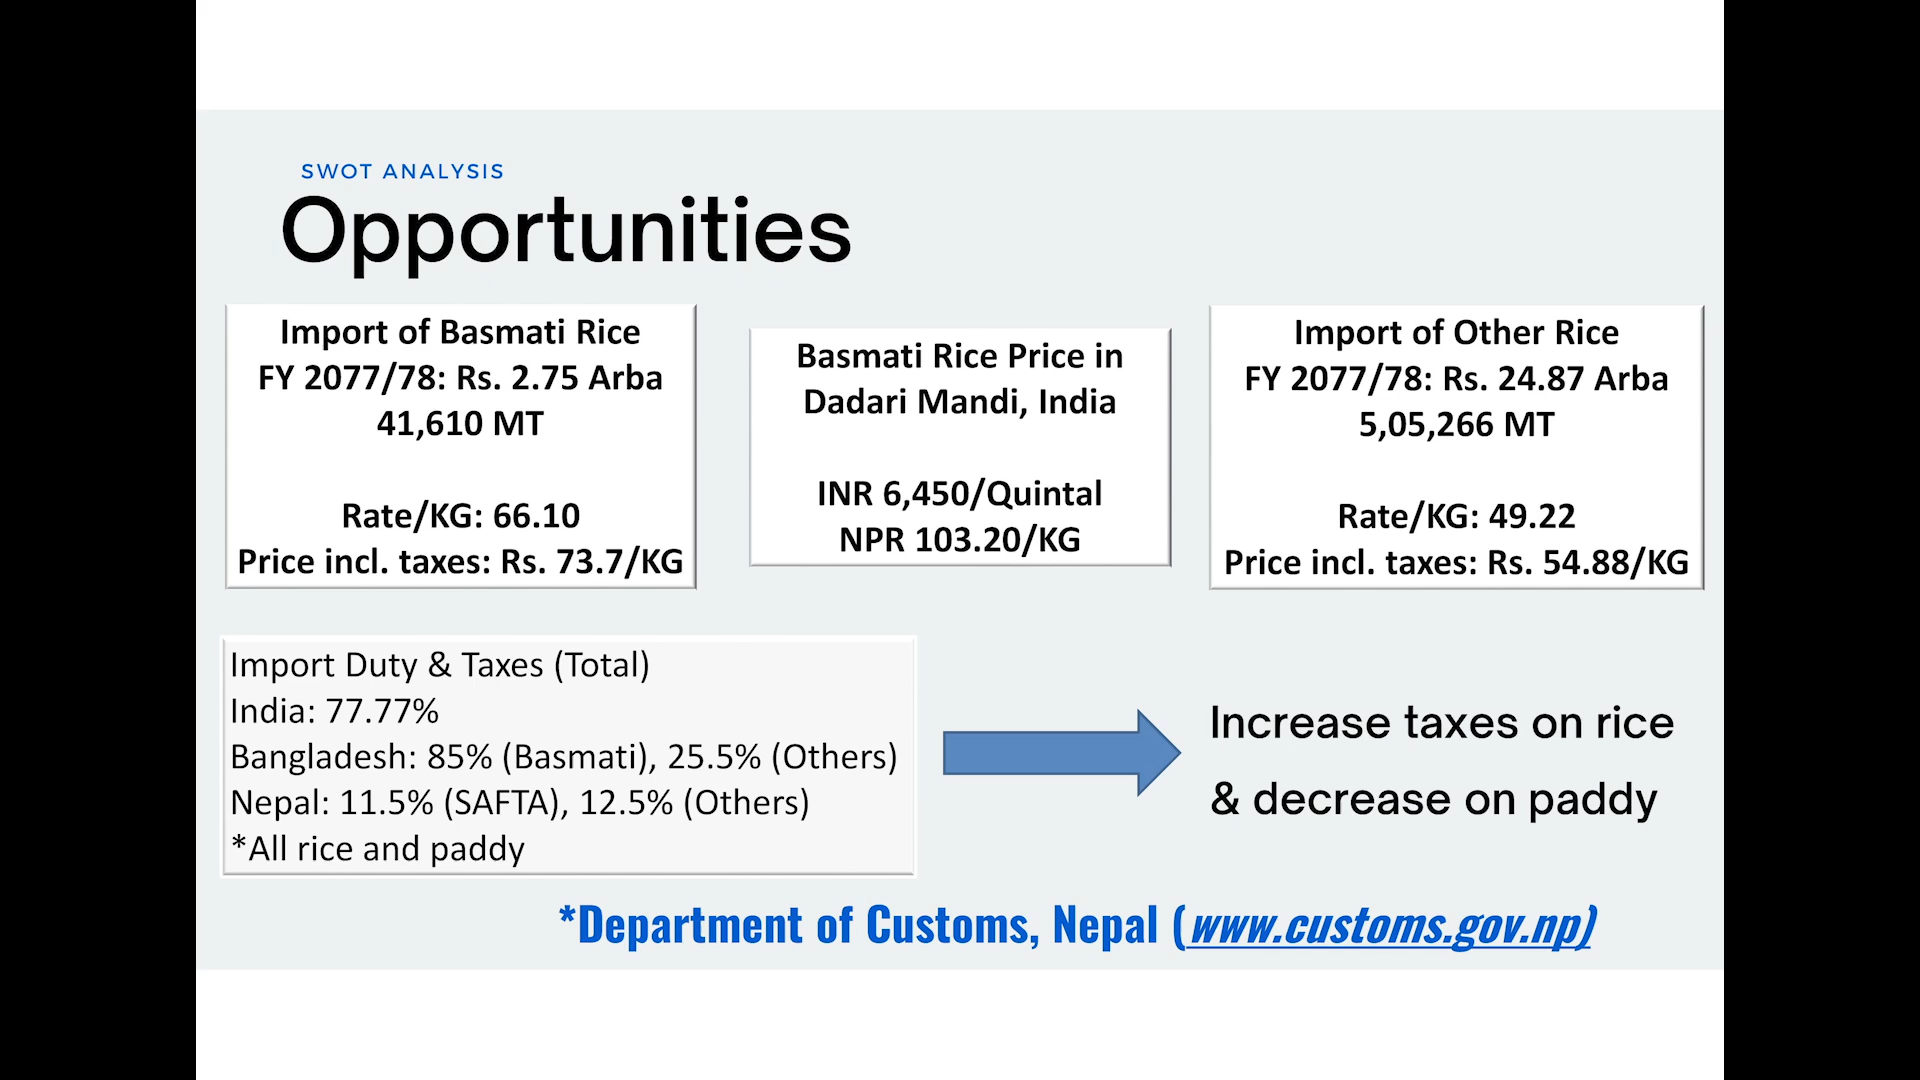 SWOT ANALYSIS
Opportunities
Import of Basmati Rice
FY 2077/78: Rs. 2.75 Arba
41,610 MT
Rate/KG: 66.10
Price incl. taxes: Rs. 73.7/KG
Basmati Rice Price in
Dadari Mandi, India
INR 6,450/Quintal
NPR 103.20/KG
Import of Other Rice
FY 2077/78: Rs. 24.87 Arba
5,05,266 MT
Rate/KG: 49.22
Price incl. taxes: Rs. 54.88/KG
Import Duty & Taxes (Total)
India: 77.77%
Bangladesh: 85% (Basmati), 25.5% (Others)
Nepal: 11.5% (SAFTA), 12.5% (Others)
*All rice and paddy
Increase taxes on rice
& decrease on paddy
*Department of Customs, Nepal (www.customs.gov.np)